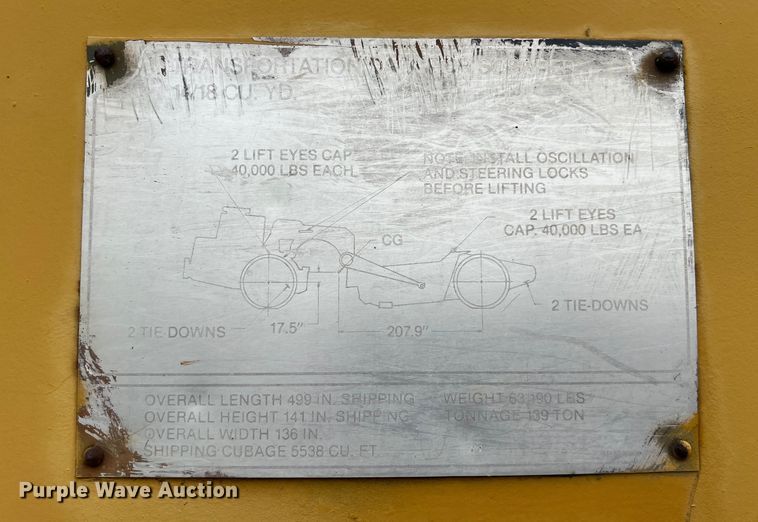 TRANSPORTATION
14/18 CU. YD.
2 LIFT EYES CAP.
40,000 LBS EACH
NOTE: INSTALL OSCILLATION
AND STEERING LOCKS
BEFORE LIFTING
2 LIFT EYES
CAP. 40,000 LBS EA
CG
2 TIE-DOWNS
2 TIE-DOWNS
17.5"
207.9"
OVERALL LENGTH 499 IN. SHIPPING WEIGHT 63,190 LBS
OVERALL HEIGHT 141 IN. SHIPPING TONNAGE 139 TON
OVERALL WIDTH 136 IN.
SHIPPING CUBAGE 5538 CU. FT.
Purple Wave Auction